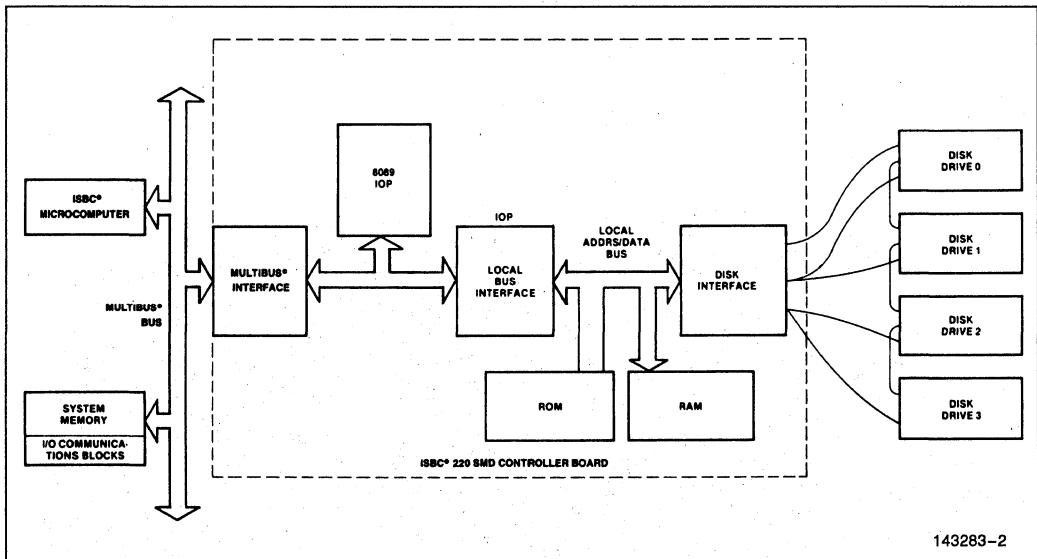 8089
IOP
ISBC®
MICROCOMPUTER
MULTIBUS®
INTERFACE
IOP
LOCAL
BUS
INTERFACE
LOCAL
ADDRS/DATA
BUS
DISK
INTERFACE
DISK
DRIVE 0
DISK
DRIVE 1
DISK
DRIVE 2
DISK
DRIVE 3
MULTIBUS®
BUS
SYSTEM
MEMORY
I/O COMMUNICA-
TIONS BLOCKS
ROM
RAM
ISBC® 220 SMD CONTROLLER BOARD
143283-2